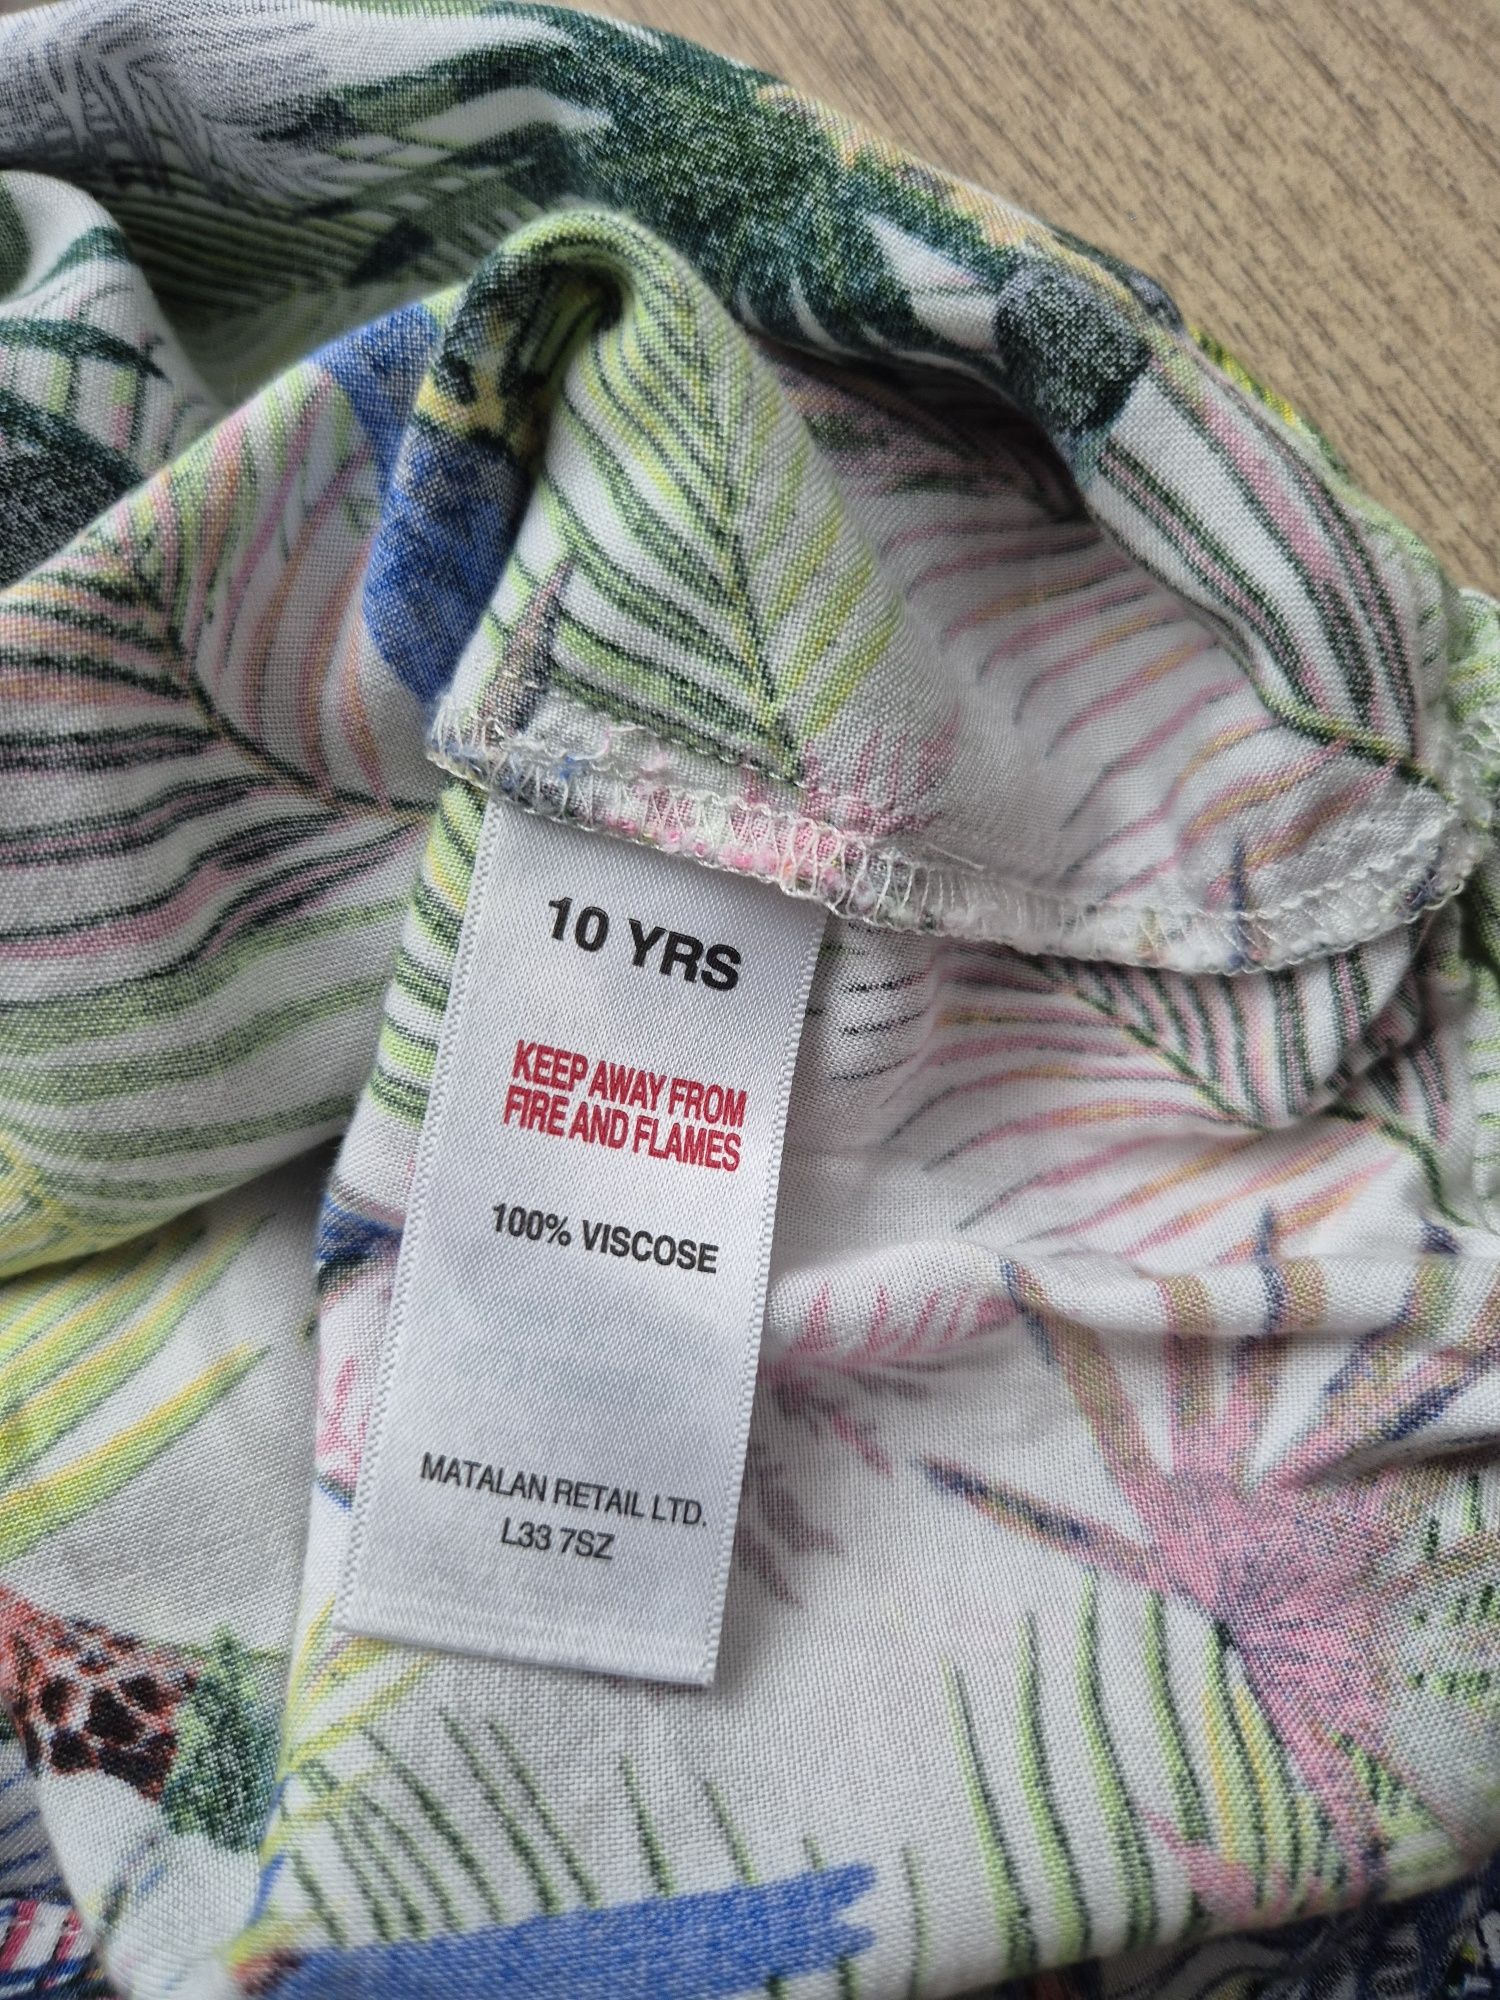 10 YRS
KEEP AWAY FROM
FIRE AND FLAMES
100% VISCOSE
MATALAN RETAIL LTD.
L33 7SZ